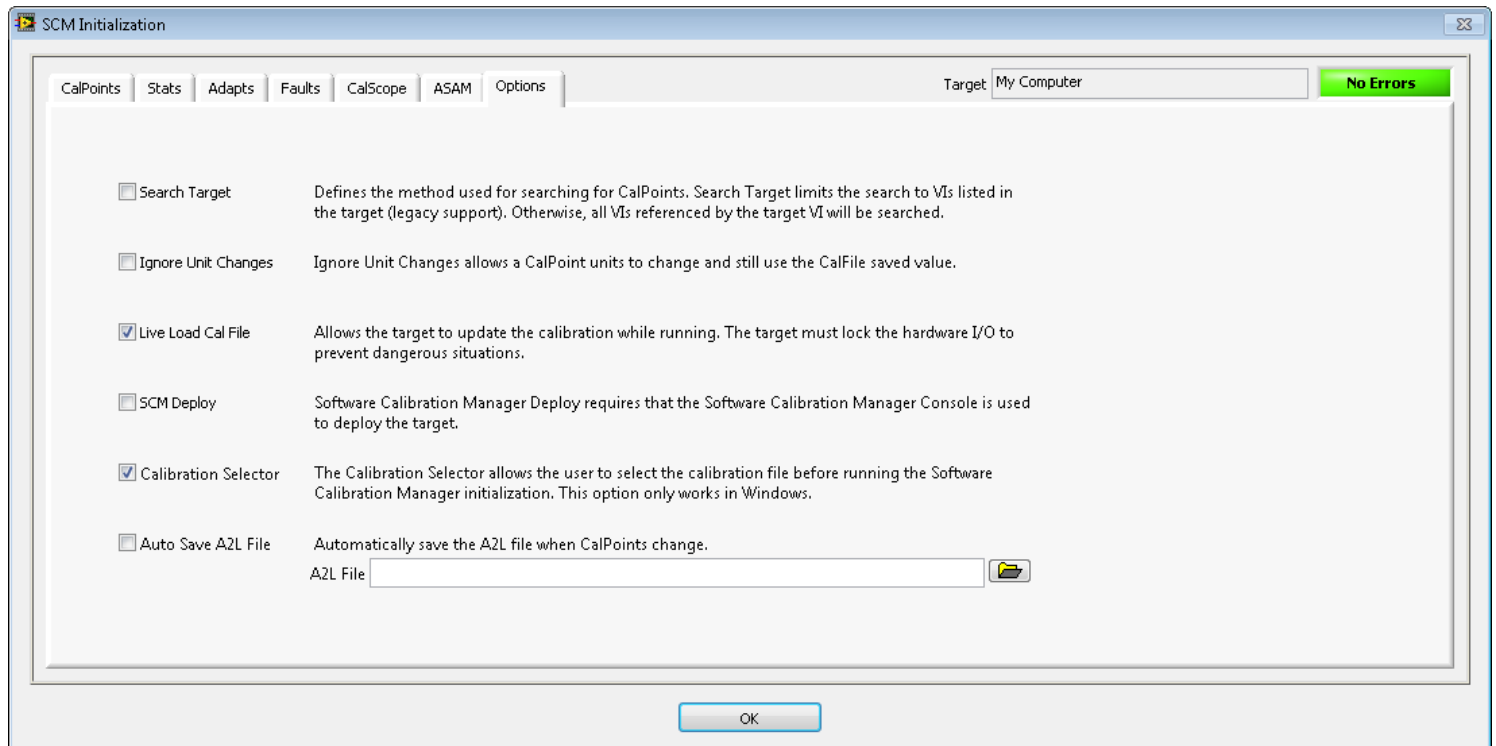 SCM Initialization
CalPoints Stats Adapts Faults CalScope ASAM Options Target My Computer No Errors
Search Target Defines the method used for searching for CalPoints. Search Target limits the search to VIs listed in
the target (legacy support). Otherwise, all VIs referenced by the target VI will be searched.
Ignore Unit Changes Ignore Unit Changes allows a CalPoint units to change and still use the CalFile saved value.
Live Load Cal File Allows the target to update the calibration while running. The target must lock the hardware I/O to
prevent dangerous situations.
SCM Deploy Software Calibration Manager Deploy requires that the Software Calibration Manager Console is used
to deploy the target.
Calibration Selector The Calibration Selector allows the user to select the calibration file before running the Software
Calibration Manager initialization. This option only works in Windows.
Auto Save A2L File Automatically save the A2L file when CalPoints change.
A2L File
OK